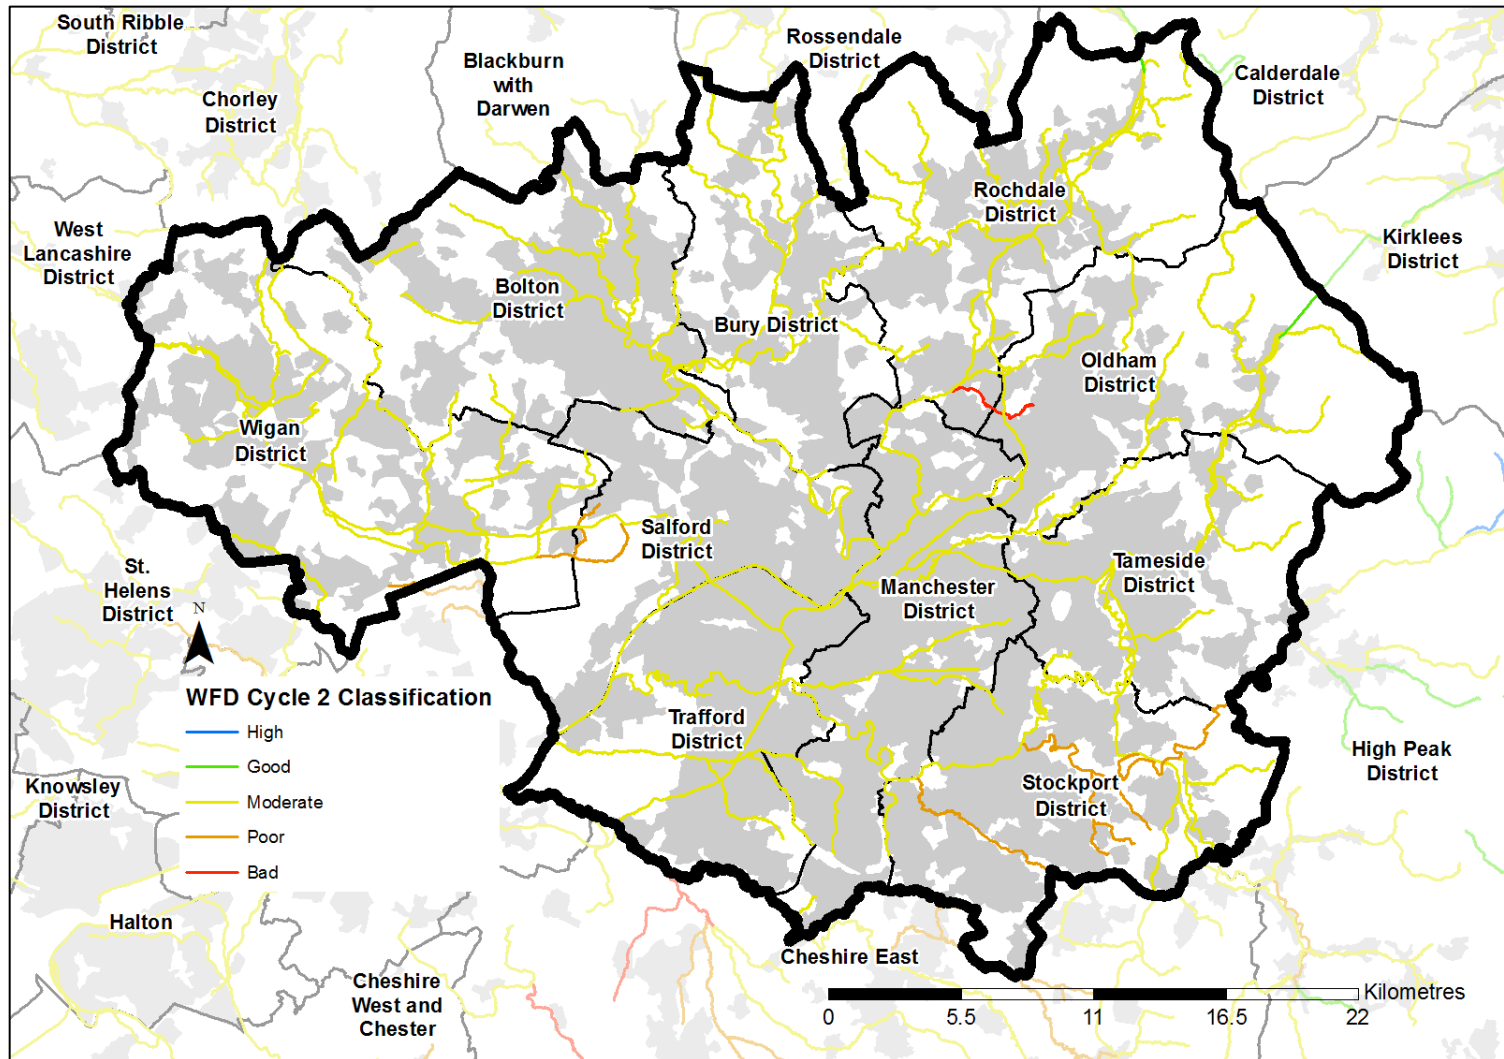 South Ribble
District
Blackburn
with
Darwen
Rossendale
District
Calderdale
District
Chorley
District
West
Lancashire
District
Rochdale
District
Kirklees
District
Bolton
District
Bury District
Oldham
District
Wigan
District
Salford
District
Tameside
District
Manchester
District
St.
Helens
District
N
WFD Cycle 2 Classification
High
Good
Moderate
Poor
Bad
Trafford
District
Stockport
District
High Peak
District
Knowsley
District
Halton
Cheshire East
Cheshire
West and
Chester
Kilometres
0 5.5 11 16.5 22